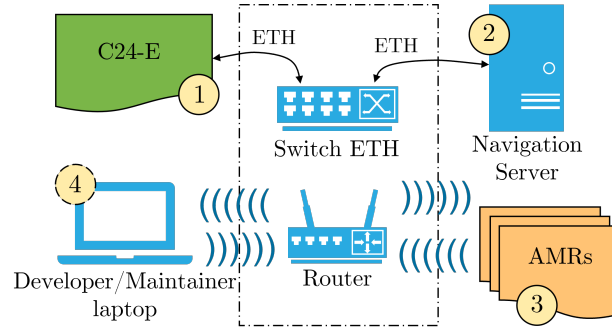 C24-E
1
ETH
ETH
2
Switch ETH
Navigation
Server
4
Developer/Maintainer
laptop
Router
AMRs
3